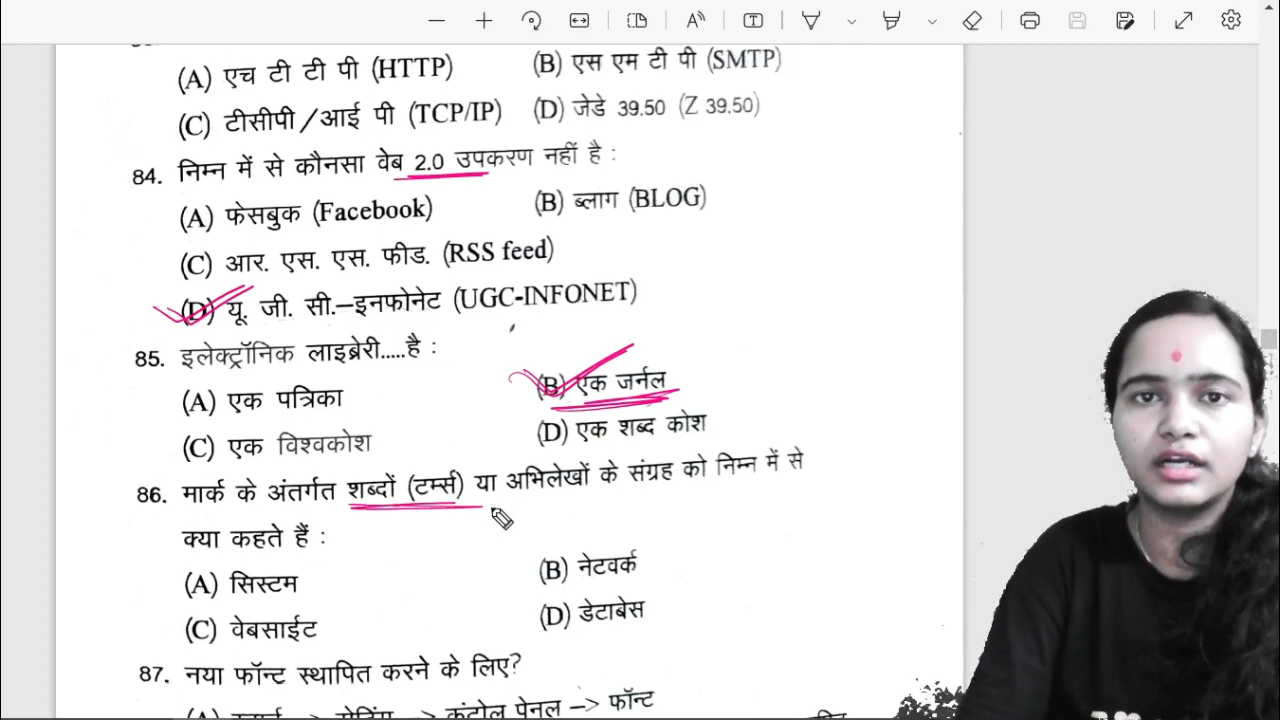 (A) एच टी टी पी (HTTP) (B) एस एम टी पी (SMTP)
(C) टीसीपी/आई पी (TCP/IP) (D) जेडे 39.50 (Z 39.50)
84. निम्न में से कौनसा वेब 2.0 उपकरण नहीं है :
(A) फेसबुक (Facebook) (B) ब्लाग (BLOG)
(C) आर. एस. एस. फीड. (RSS feed)
(D) यू. जी. सी.–इनफोनेट (UGC-INFONET)
85. इलेक्ट्रॉनिक लाइब्रेरी.....है :
(A) एक पत्रिका (B) एक जर्नल
(C) एक विश्वकोश (D) एक शब्द कोश
86. मार्क के अंतर्गत शब्दों (टर्म्स) या अभिलेखों के संग्रह को निम्न में से
क्या कहते हैं :
(A) सिस्टम (B) नेटवर्क
(C) वेबसाईट (D) डेटाबेस
87. नया फॉन्ट स्थापित करने के लिए?
(A) स्टार्ट –> सेटिंग –> कंट्रोल पेनल –> फॉन्ट